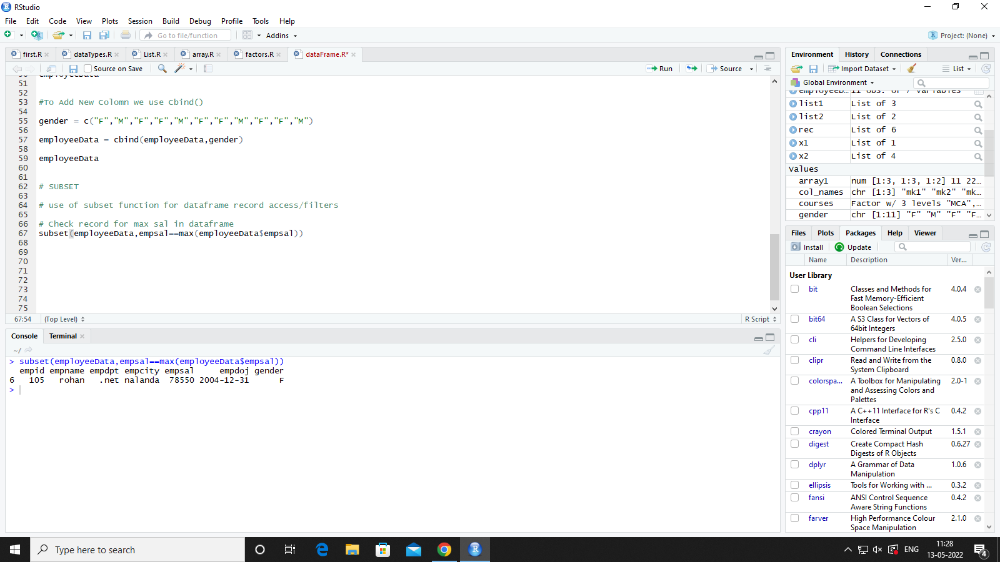 RStudio
File Edit Code View Plots Session Build Debug Profile Tools Help
Go to file/function Addins Project: (None)
first.R dataTypes.R List.R array.R factors.R dataFrame.R*
Source on Save Run Source
50 employeeData
51
52
53 #To Add New Colomn we use Cbind()
54
55 gender = c("F","M","F","F","M","F","F","M","F","F","M")
56
57 employeeData = cbind(employeeData,gender)
58
59 employeeData
60
61
62 # SUBSET
63
64 # use of subset function for dataframe record access/filters
65
66 # Check record for max sal in dataframe
67 subset(employeeData,empsal==max(employeeData$empsal))
68
69
70
71
72
73
74
75
67:54 (Top Level) R Script
Console Terminal
~/
> subset(employeeData,empsal==max(employeeData$empsal))
empid empname empdpt empcity empsal empdoj gender
6 105 rohan .net nalanda 78550 2004-12-31 F
>
Environment History Connections
Import Dataset List
Global Environment
employeeD… 11 obs. of 7 variables
list1 List of 3
list2 List of 2
rec List of 6
x1 List of 1
x2 List of 4
Values
array1 num [1:3, 1:3, 1:2] 11 22…
col_names chr [1:3] "mk1" "mk2" "mk…
courses Factor w/ 3 levels "MCA",…
gender chr [1:11] "F" "M" "F" "F…
Files Plots Packages Help Viewer
Install Update
Name Description Ver...
User Library
bit Classes and Methods for 4.0.4
Fast Memory-Efficient
Boolean Selections
bit64 A S3 Class for Vectors of 4.0.5
64bit Integers
cli Helpers for Developing 2.5.0
Command Line Interfaces
clipr Read and Write from the 0.8.0
System Clipboard
colorspa... A Toolbox for Manipulating 2.0-1
and Assessing Colors and
Palettes
cpp11 A C++11 Interface for R's C 0.4.2
Interface
crayon Colored Terminal Output 1.5.1
digest Create Compact Hash 0.6.27
Digests of R Objects
dplyr A Grammar of Data 1.0.6
Manipulation
ellipsis Tools for Working with ... 0.3.2
fansi ANSI Control Sequence 0.4.2
Aware String Functions
farver High Performance Colour 2.1.0
Space Manipulation
Type here to search
ENG
11:28
13-05-2022
4